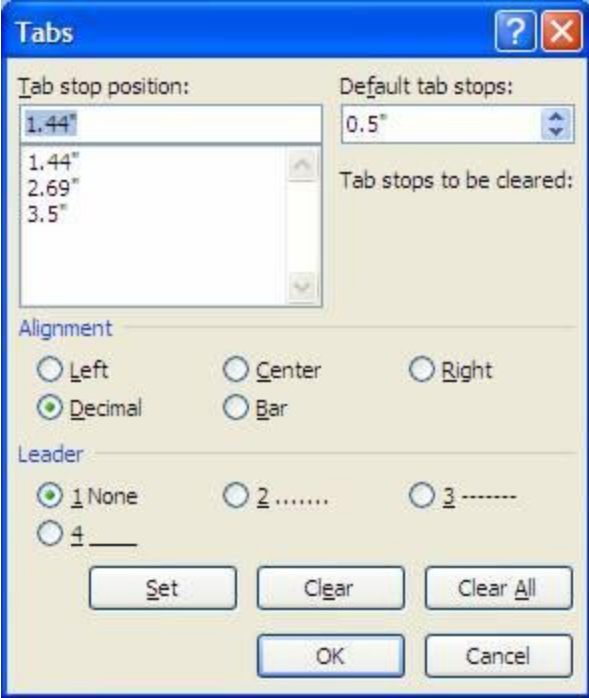 Tabs
Tab stop position:
Default tab stops:
1.44"
0.5"
1.44"
2.69"
3.5"
Tab stops to be cleared:
Alignment
Left
Center
Right
Decimal
Bar
Leader
1 None
2 .......
3 -------
4 ____
Set
Clear
Clear All
OK
Cancel